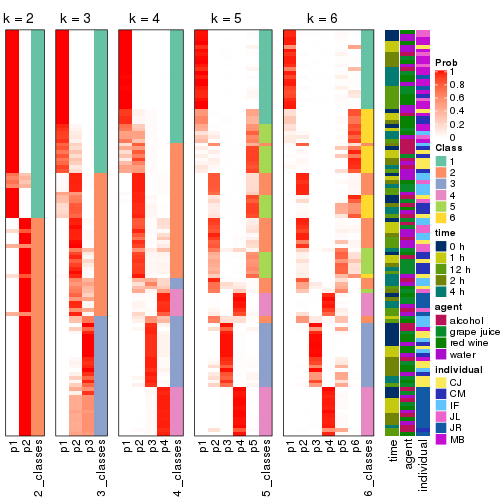 k = 2
k = 3
k = 4
k = 5
k = 6
p1
p2
2_classes
p1
p2
p3
3_classes
p1
p2
p3
p4
4_classes
p1
p2
p3
p4
p5
5_classes
p1
p2
p3
p4
p5
p6
6_classes
time
agent
individual
Prob
1
0.8
0.6
0.4
0.2
0
Class
1
2
3
4
5
6
time
0 h
1 h
12 h
2 h
4 h
agent
alcohol
grape juice
red wine
water
individual
CJ
CM
IF
JL
JR
MB